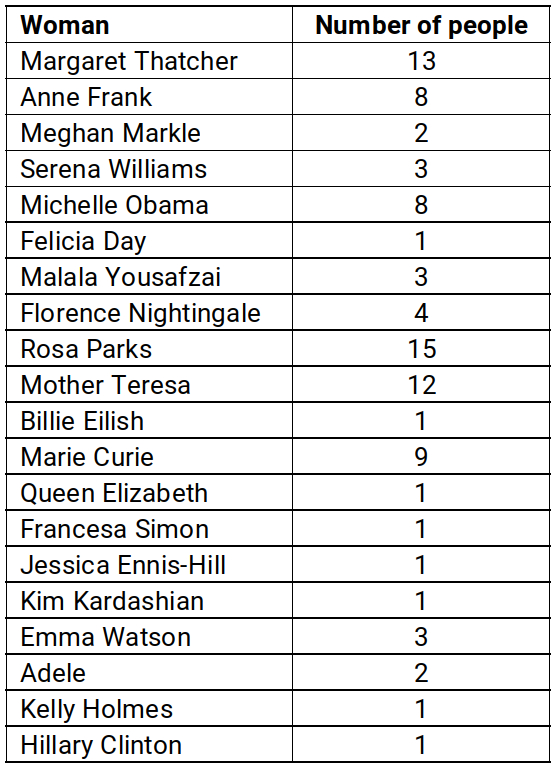 Woman Number of people
Margaret Thatcher 13
Anne Frank 8
Meghan Markle 2
Serena Williams 3
Michelle Obama 8
Felicia Day 1
Malala Yousafzai 3
Florence Nightingale 4
Rosa Parks 15
Mother Teresa 12
Billie Eilish 1
Marie Curie 9
Queen Elizabeth 1
Francesa Simon 1
Jessica Ennis-Hill 1
Kim Kardashian 1
Emma Watson 3
Adele 2
Kelly Holmes 1
Hillary Clinton 1